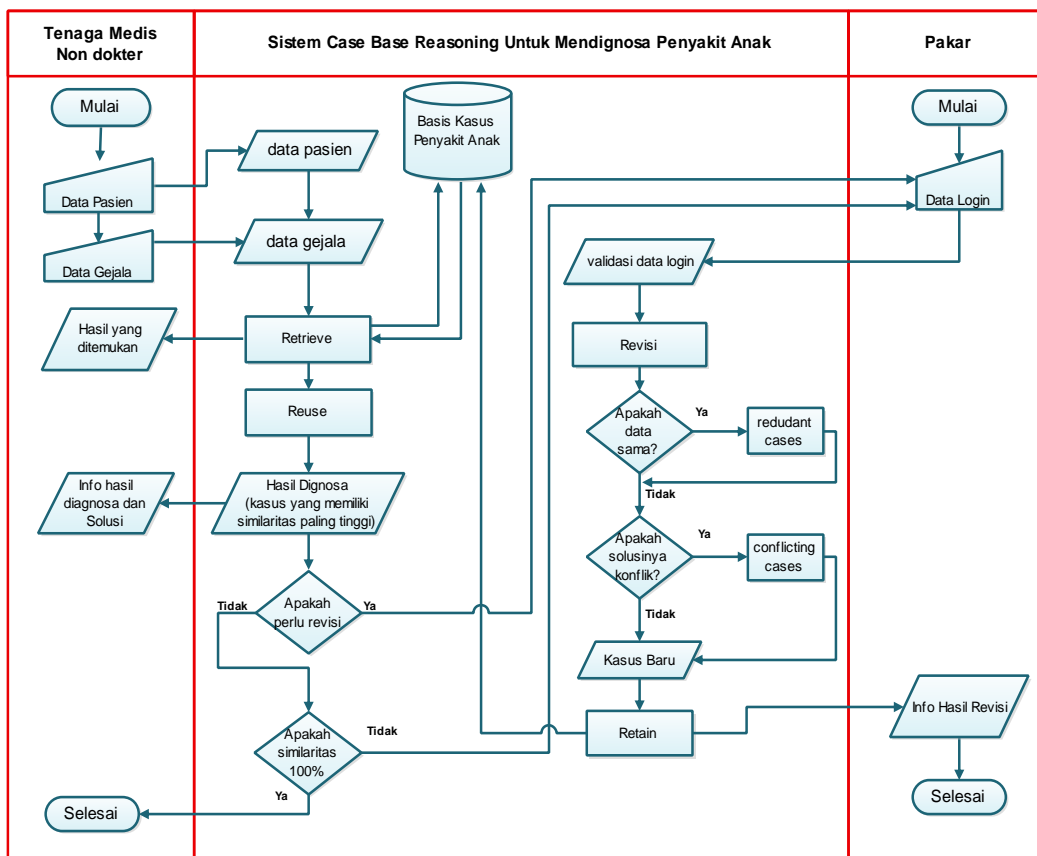 Tenaga Medis
Non dokter
Sistem Case Base Reasoning Untuk Mendignosa Penyakit Anak
Pakar
Mulai
Data Pasien
Data Gejala
Hasil yang
ditemukan
Info hasil
diagnosa dan
Solusi
Selesai
data pasien
data gejala
Basis Kasus
Penyakit Anak
Retrieve
Reuse
Hasil Dignosa
(kasus yang memiliki
similaritas paling tinggi)
Tidak
Apakah
perlu revisi
Ya
Apakah
similaritas
100%
Tidak
Ya
validasi data login
Revisi
Apakah
data
sama?
Ya
redudant
cases
Tidak
Apakah
solusinya
konflik?
Ya
conflicting
cases
Tidak
Kasus Baru
Retain
Mulai
Data Login
Info Hasil Revisi
Selesai